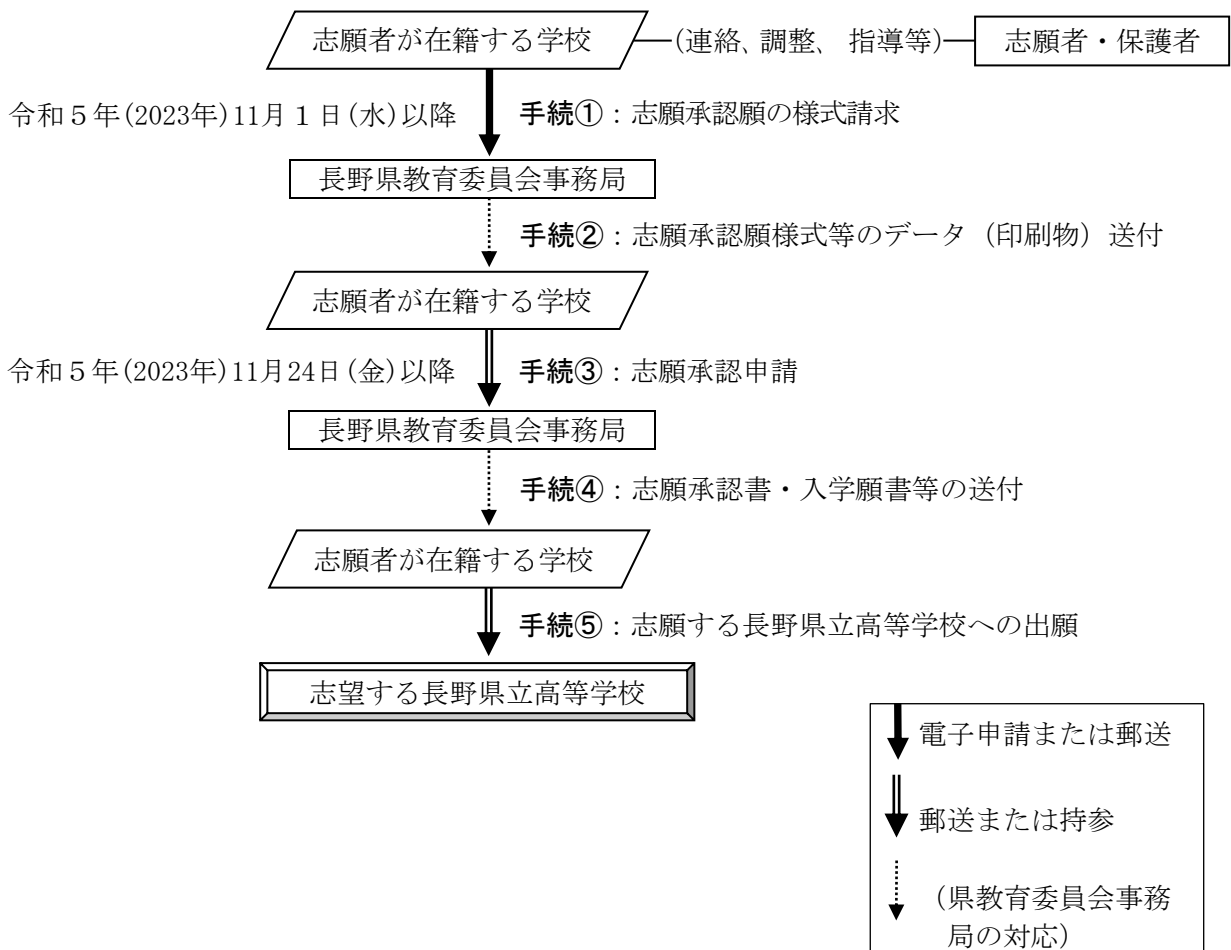 志願者が在籍する学校 (連絡、調整、指導等) 志願者・保護者
令和５年(2023年)11月１日(水)以降 手続①：志願承認願の様式請求
長野県教育委員会事務局
手続②：志願承認願様式等のデータ（印刷物）送付
志願者が在籍する学校
令和５年(2023年)11月24日(金)以降 手続③：志願承認申請
長野県教育委員会事務局
手続④：志願承認書・入学願書等の送付
志願者が在籍する学校
手続⑤：志願する長野県立高等学校への出願
志望する長野県立高等学校
電子申請または郵送
郵送または持参
（県教育委員会事務
局の対応）